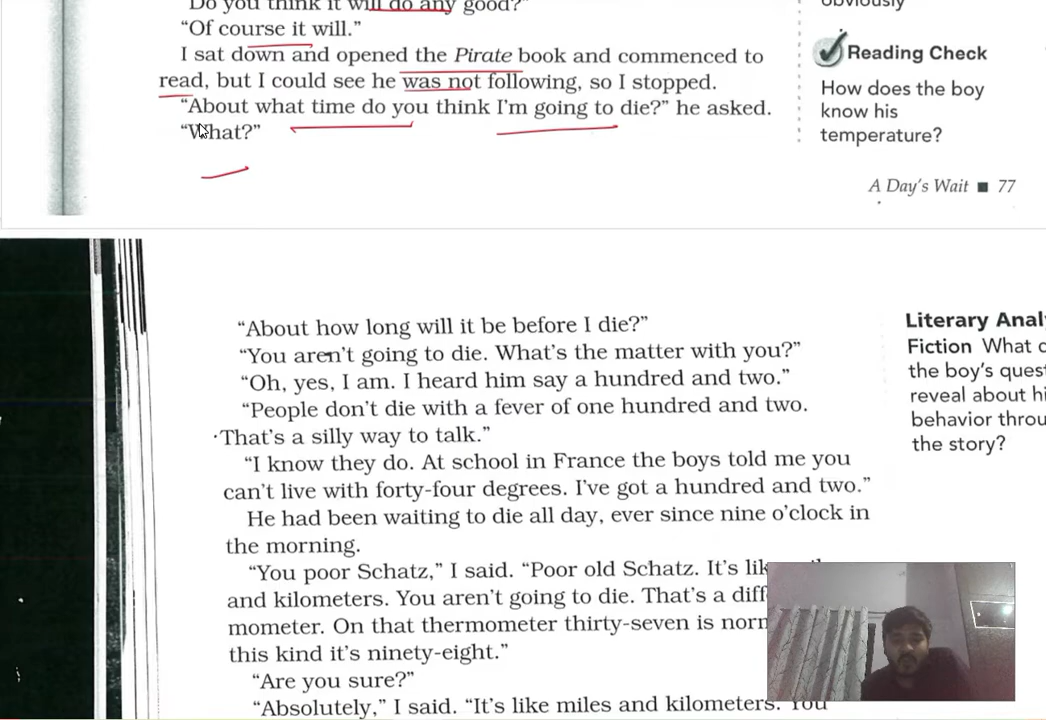 "Do you think it will do any good?"
"Of course it will."
I sat down and opened the Pirate book and commenced to
read, but I could see he was not following, so I stopped.
"About what time do you think I'm going to die?" he asked.
"What?"
obviously
Reading Check
How does the boy
know his
temperature?
A Day's Wait ■ 77
"About how long will it be before I die?"
"You aren't going to die. What's the matter with you?"
"Oh, yes, I am. I heard him say a hundred and two."
"People don't die with a fever of one hundred and two.
That's a silly way to talk."
"I know they do. At school in France the boys told me you
can't live with forty-four degrees. I've got a hundred and two."
He had been waiting to die all day, ever since nine o'clock in
the morning.
"You poor Schatz," I said. "Poor old Schatz. It's
and kilometers. You aren't going to die. That's a
mometer. On that thermometer thirty-seven is
this kind it's ninety-eight."
"Are you sure?"
"Absolutely," I said. "It's like miles and kilometers. You
Literary
Fiction What
the boy's
reveal about
behavior
the story?